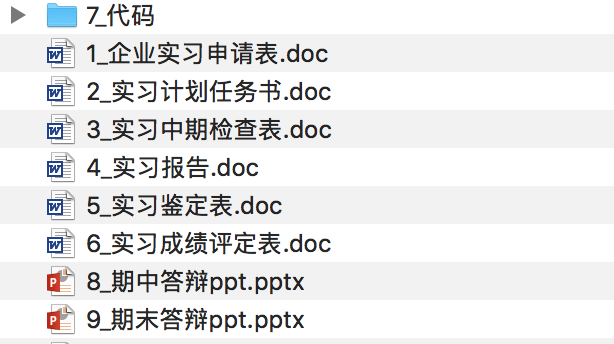 7_代码
1_企业实习申请表.doc
2_实习计划任务书.doc
3_实习中期检查表.doc
4_实习报告.doc
5_实习鉴定表.doc
6_实习成绩评定表.doc
8_期中答辩ppt.pptx
9_期末答辩ppt.pptx